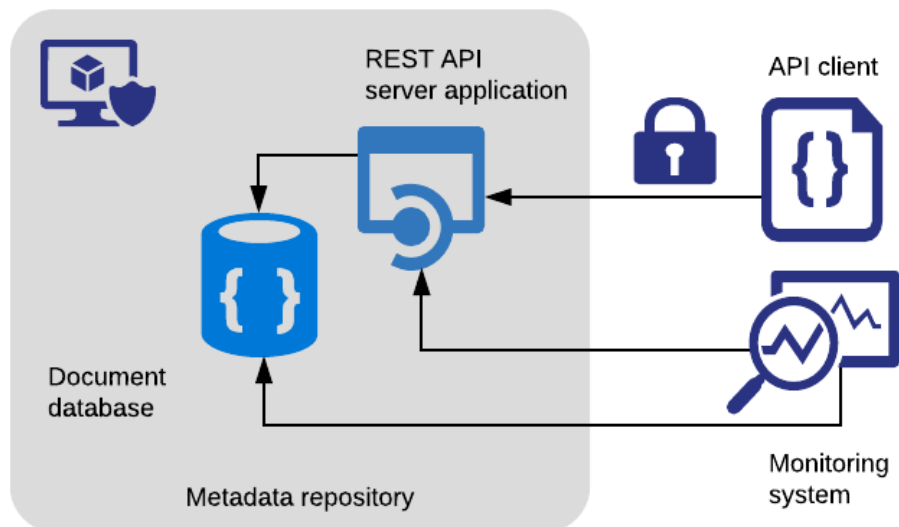 REST API
server application
API client
Document
database
Monitoring
system
Metadata repository